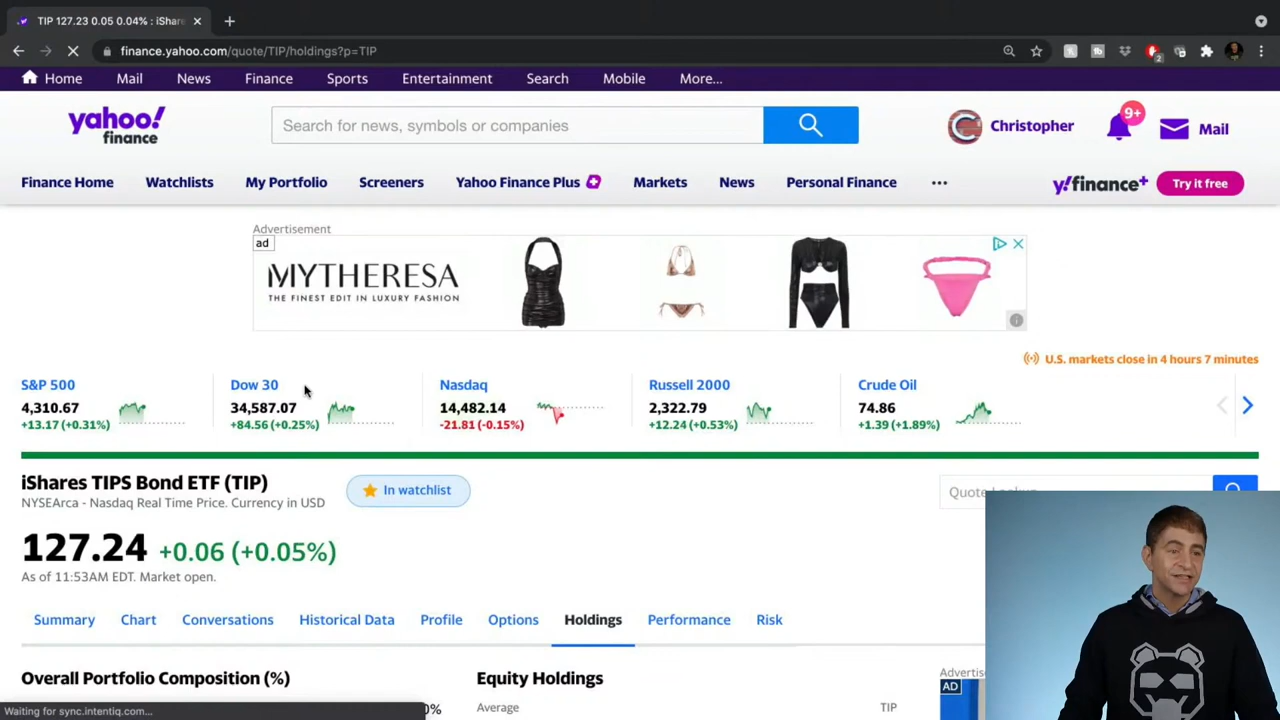 TIP 127.23 0.05 0.04% : iShare
finance.yahoo.com/quote/TIP/holdings?p=TIP
2
Home Mail News Finance Sports Entertainment Search Mobile More...
yahoo!
finance
Search for news, symbols or companies
Christopher
9+
Mail
Finance Home Watchlists My Portfolio Screeners Yahoo Finance Plus Markets News Personal Finance ...
y!finance+
Try it free
Advertisement
ad
MYTHERESA
THE FINEST EDIT IN LUXURY FASHION
U.S. markets close in 4 hours 7 minutes
S&P 500
4,310.67
+13.17 (+0.31%)
Dow 30
34,587.07
+84.56 (+0.25%)
Nasdaq
14,482.14
-21.81 (-0.15%)
Russell 2000
2,322.79
+12.24 (+0.53%)
Crude Oil
74.86
+1.39 (+1.89%)
iShares TIPS Bond ETF (TIP)
NYSEArca - Nasdaq Real Time Price. Currency in USD
In watchlist
127.24 +0.06 (+0.05%)
As of 11:53AM EDT. Market open.
Summary Chart Conversations Historical Data Profile Options Holdings Performance Risk
Overall Portfolio Composition (%)
Equity Holdings
Average TIP
AD
Waiting for sync.intentiq.com...